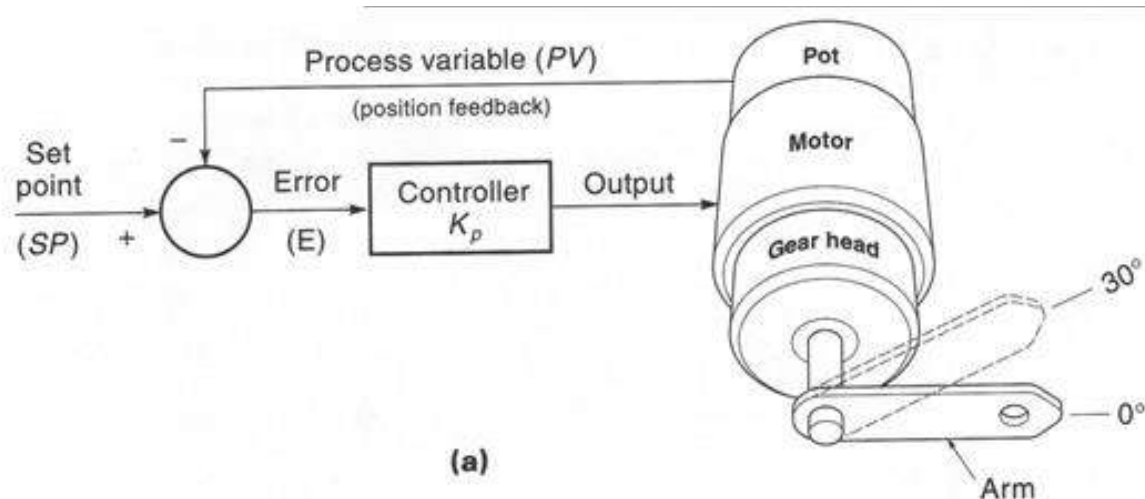 Process variable (PV)
(position feedback)
Pot
Motor
Gear head
Set
point
(SP)
−
+
Error
(E)
Controller
Kp
Output
30°
0°
Arm
(a)